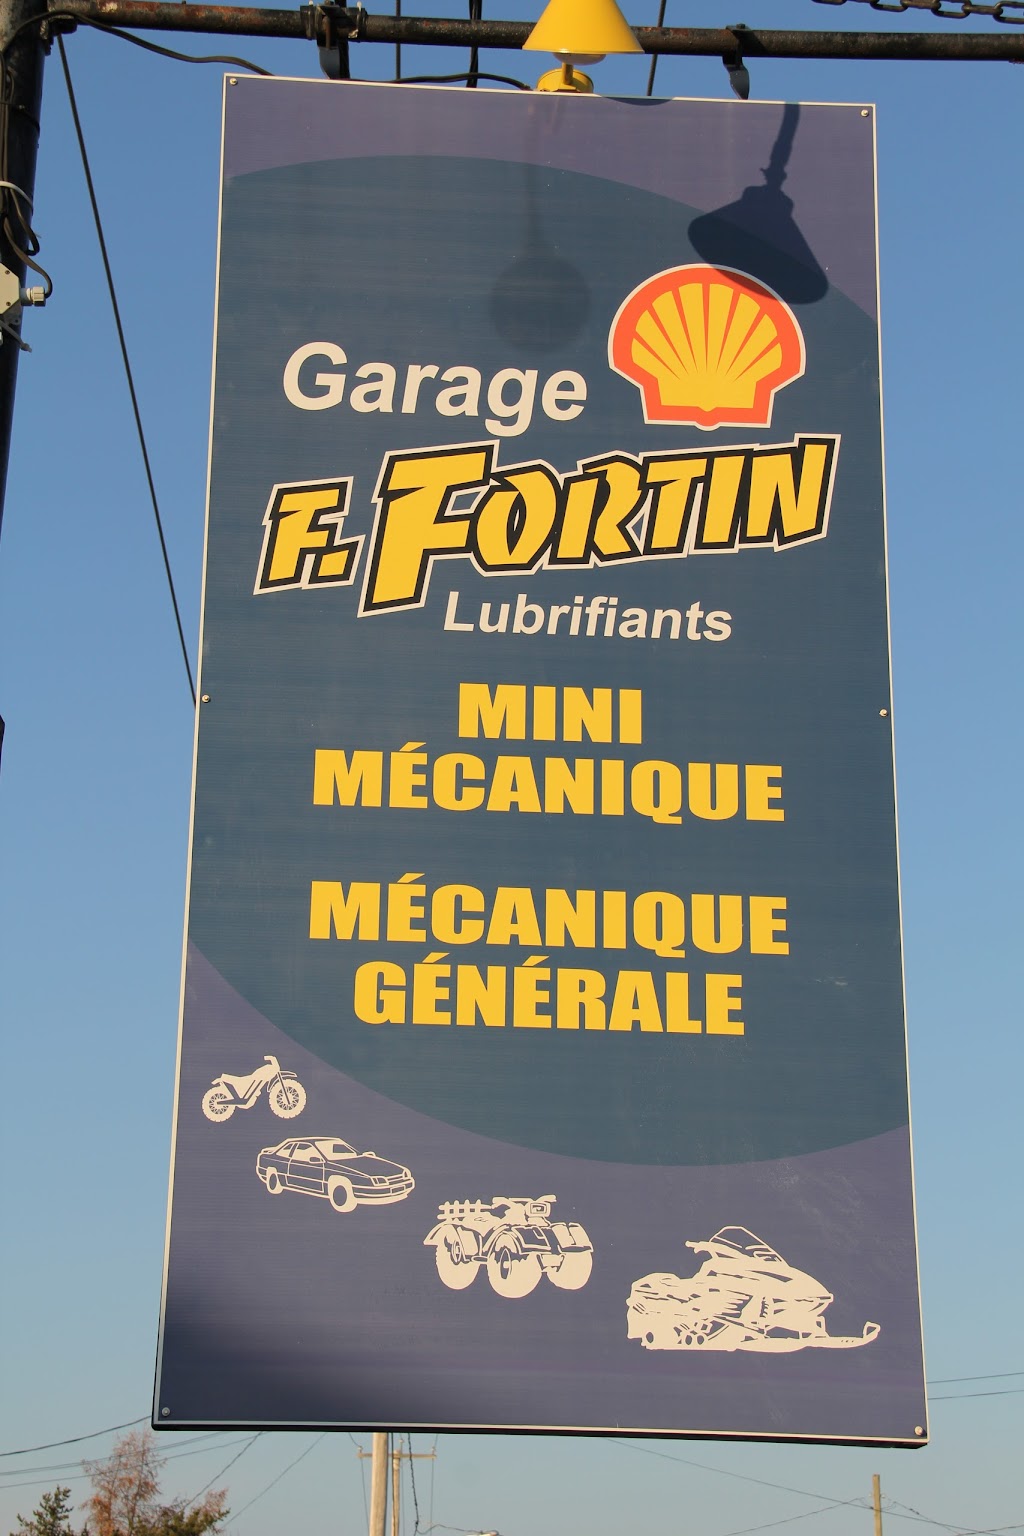 Garage
F. FORTIN
Lubrifiants
MINI
MÉCANIQUE
MÉCANIQUE
GÉNÉRALE